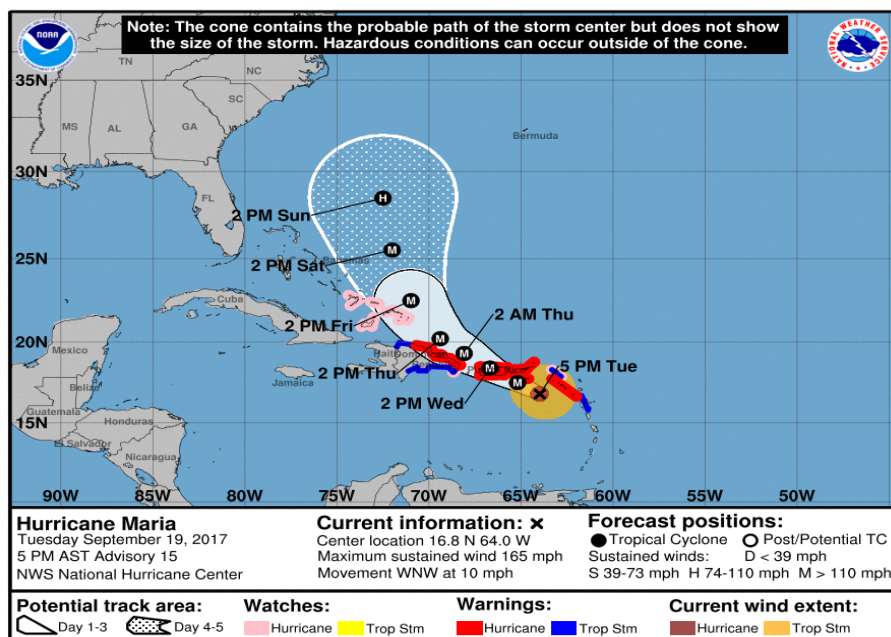 Note: The cone contains the probable path of the storm center but does not show
the size of the storm. Hazardous conditions can occur outside of the cone.
NOAA
NATIONAL WEATHER SERVICE
TN
NC
35N
SC
MS
AL
GA
Bermuda
30N
FL
H
2 PM Sun
M
25N
2 PM Sat
Bahamas
M
Cuba
2 PM Fri
2 AM Thu
20N
M
M
Mexico
Haiti
Dominican
Puerto Rico
5 PM Tue
M
2 PM Thu
Jamaica
M
Belize
2 PM Wed
Guatemala
Honduras
15N
El Salvador
Nicaragua
90W 85W 80W 75W 70W 65W 60W 55W 50W
Hurricane Maria
Tuesday September 19, 2017
5 PM AST Advisory 15
NWS National Hurricane Center
Current information: x
Center location 16.8 N 64.0 W
Maximum sustained wind 165 mph
Movement WNW at 10 mph
Forecast positions:
Tropical Cyclone Post/Potential TC
Sustained winds: D < 39 mph
S 39-73 mph H 74-110 mph M > 110 mph
Potential track area:
Day 1-3 Day 4-5
Watches:
Hurricane Trop Stm
Warnings:
Hurricane Trop Stm
Current wind extent:
Hurricane Trop Stm